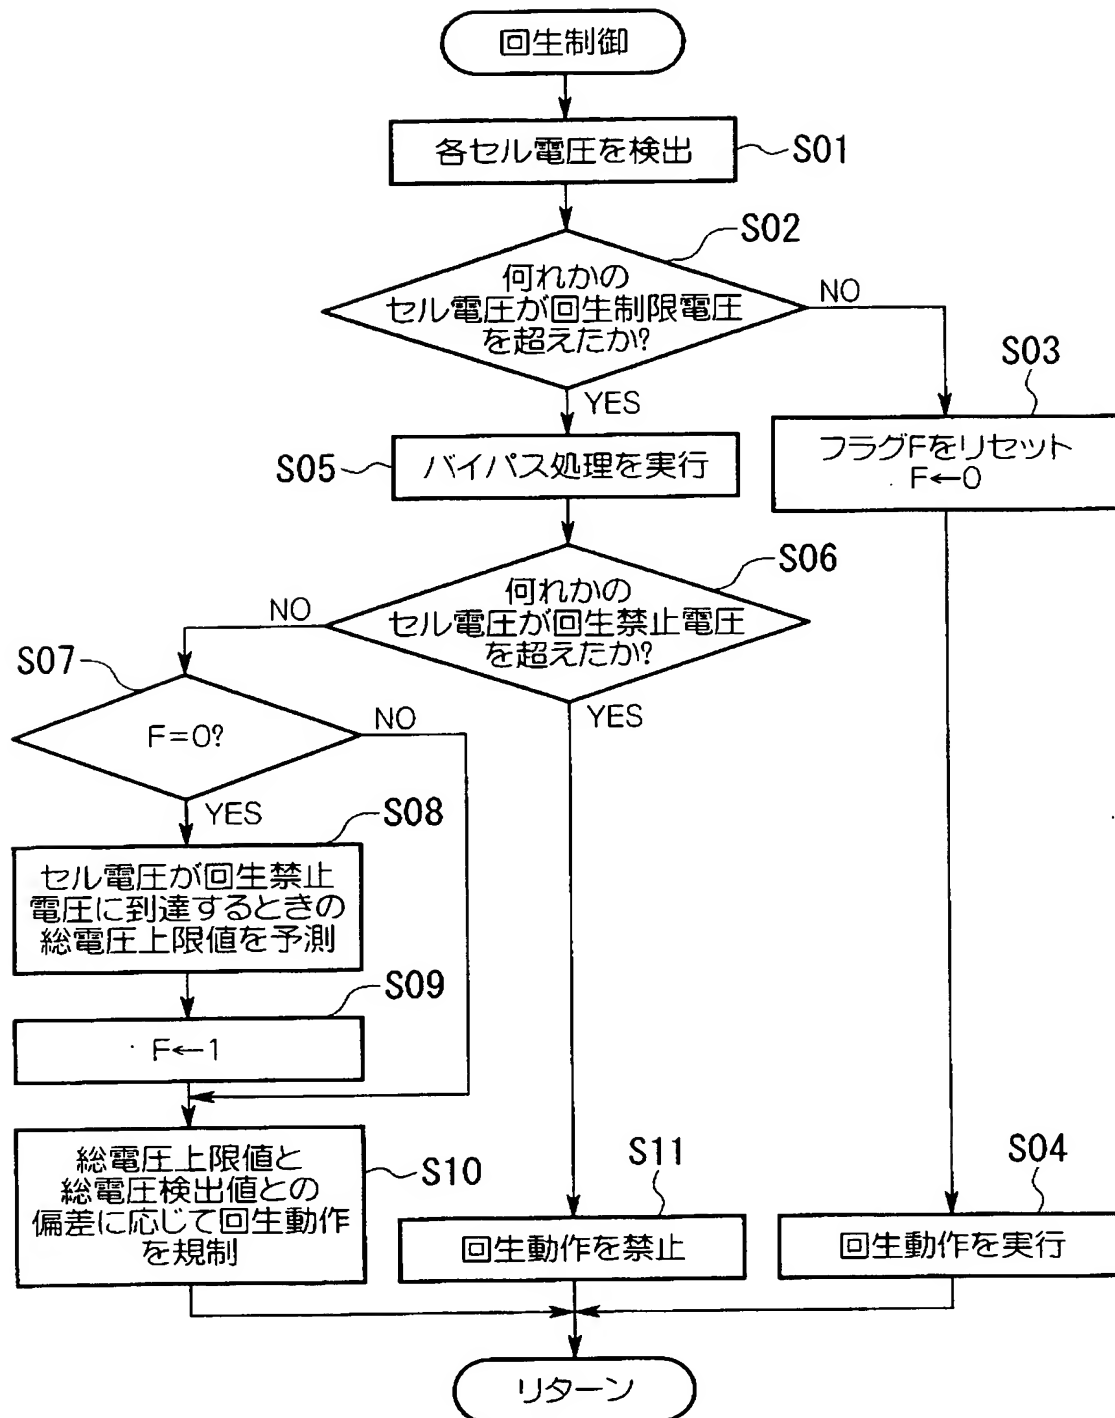 回生制御
各セル電圧を検出
S01
S02
何れかの
セル電圧が回生制限電圧
を超えたか?
NO
YES
S03
フラグFをリセット
F←0
S05
バイパス処理を実行
S06
何れかの
セル電圧が回生禁止電圧
を超えたか?
NO
YES
S07
F=0?
NO
YES
S08
セル電圧が回生禁止
電圧に到達するときの
総電圧上限値を予測
S09
F←1
S10
総電圧上限値と
総電圧検出値との
偏差に応じて回生動作
を規制
S11
回生動作を禁止
S04
回生動作を実行
リターン